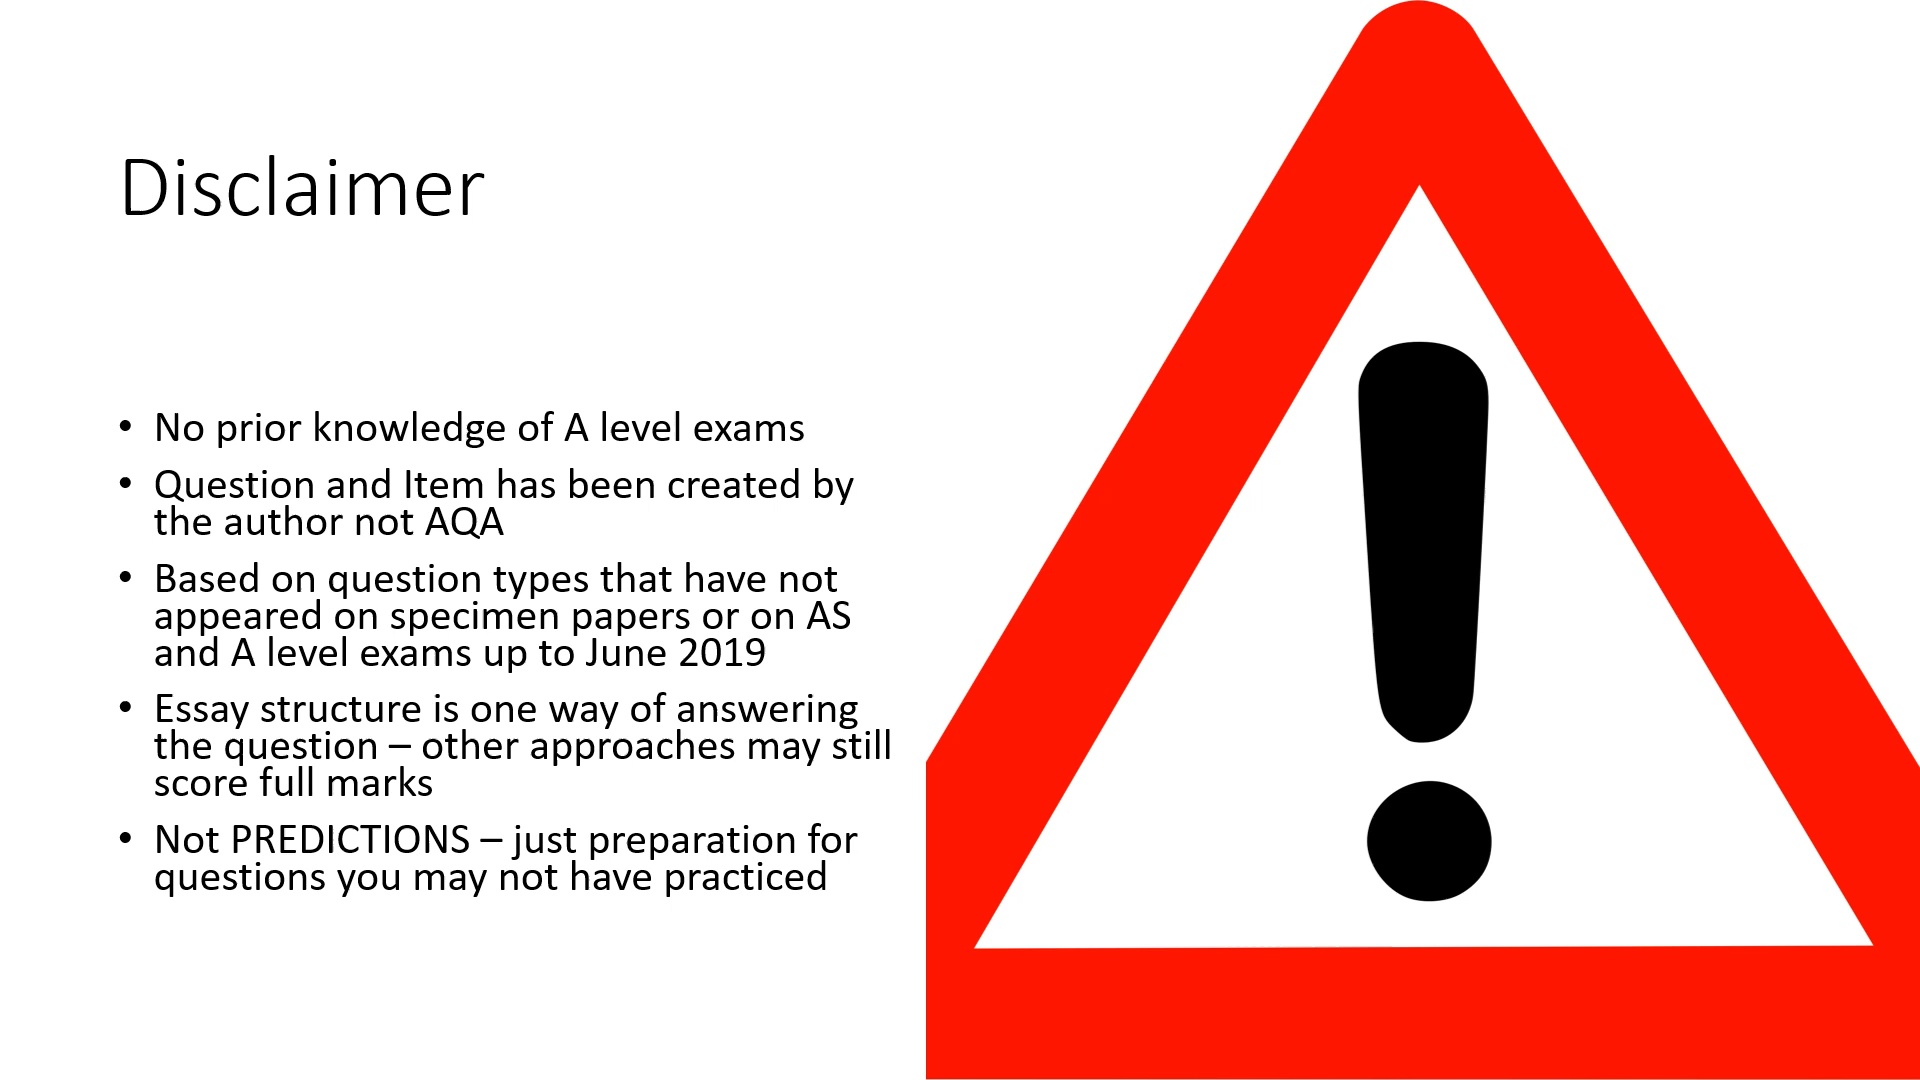 Disclaimer
• No prior knowledge of A level exams
• Question and Item has been created by
the author not AQA
• Based on question types that have not
appeared on specimen papers or on AS
and A level exams up to June 2019
• Essay structure is one way of answering
the question – other approaches may still
score full marks
• Not PREDICTIONS – just preparation for
questions you may not have practiced